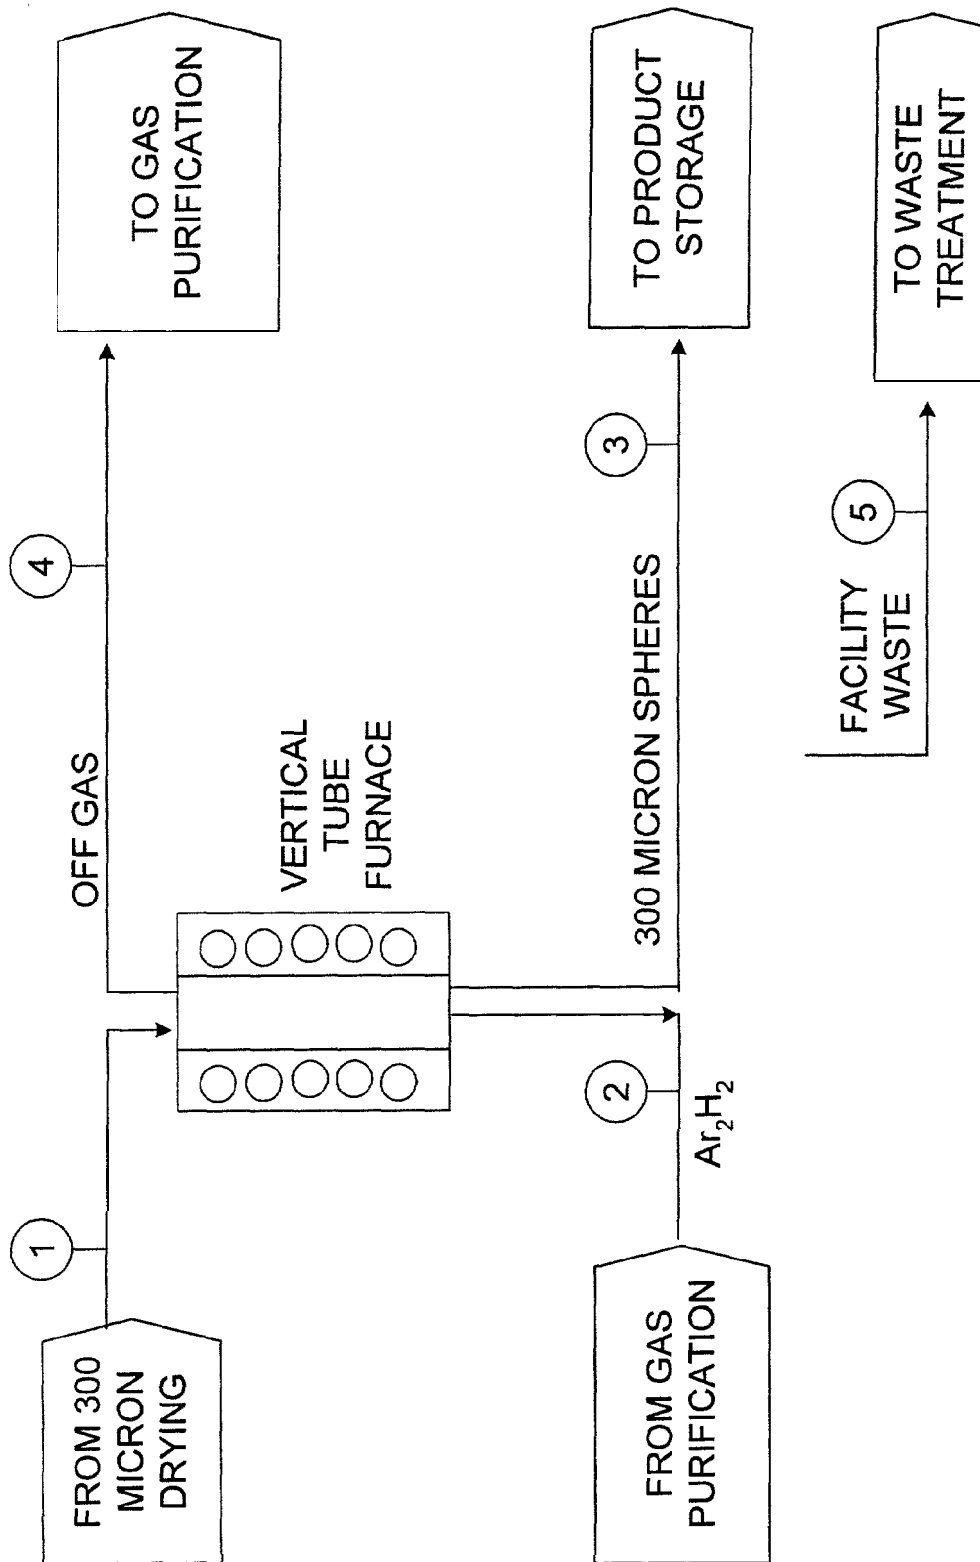 FROM 300
MICRON
DRYING
1
OFF GAS
4
TO GAS
PURIFICATION
VERTICAL
TUBE
FURNACE
FROM GAS
PURIFICATION
2
Ar₂H₂
300 MICRON SPHERES
3
TO PRODUCT
STORAGE
FACILITY
WASTE
5
TO WASTE
TREATMENT